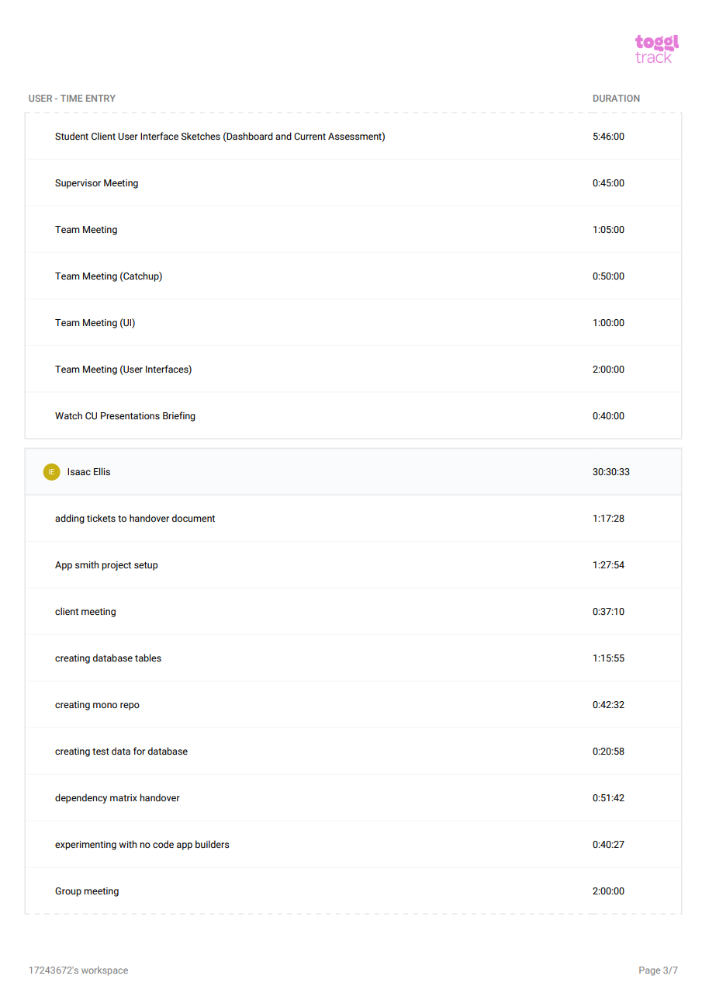 toggl
track
USER - TIME ENTRY DURATION
Student Client User Interface Sketches (Dashboard and Current Assessment) 5:46:00
Supervisor Meeting 0:45:00
Team Meeting 1:05:00
Team Meeting (Catchup) 0:50:00
Team Meeting (UI) 1:00:00
Team Meeting (User Interfaces) 2:00:00
Watch CU Presentations Briefing 0:40:00
IE Isaac Ellis 30:30:33
adding tickets to handover document 1:17:28
App smith project setup 1:27:54
client meeting 0:37:10
creating database tables 1:15:55
creating mono repo 0:42:32
creating test data for database 0:20:58
dependency matrix handover 0:51:42
experimenting with no code app builders 0:40:27
Group meeting 2:00:00
17243672's workspace Page 3/7